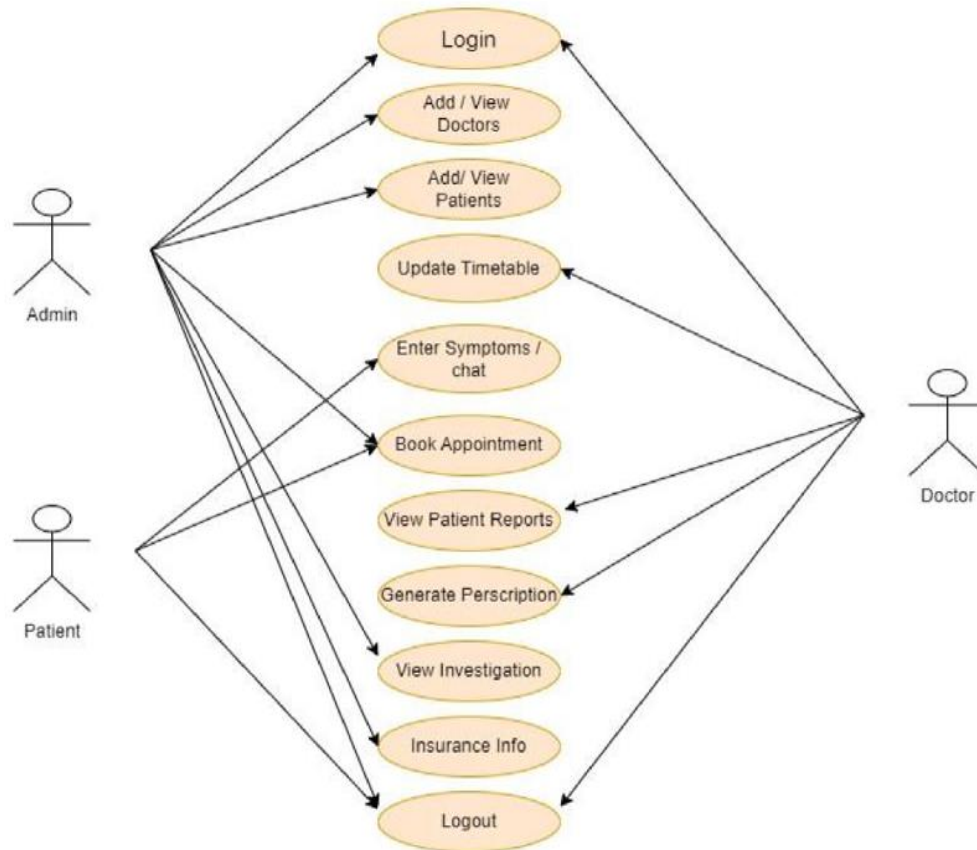 Login
Add / View
Doctors
Add/ View
Patients
Update Timetable
Admin
Enter Symptoms /
chat
Book Appointment
Doctor
View Patient Reports
Generate Perscription
Patient
View Investigation
Insurance Info
Logout